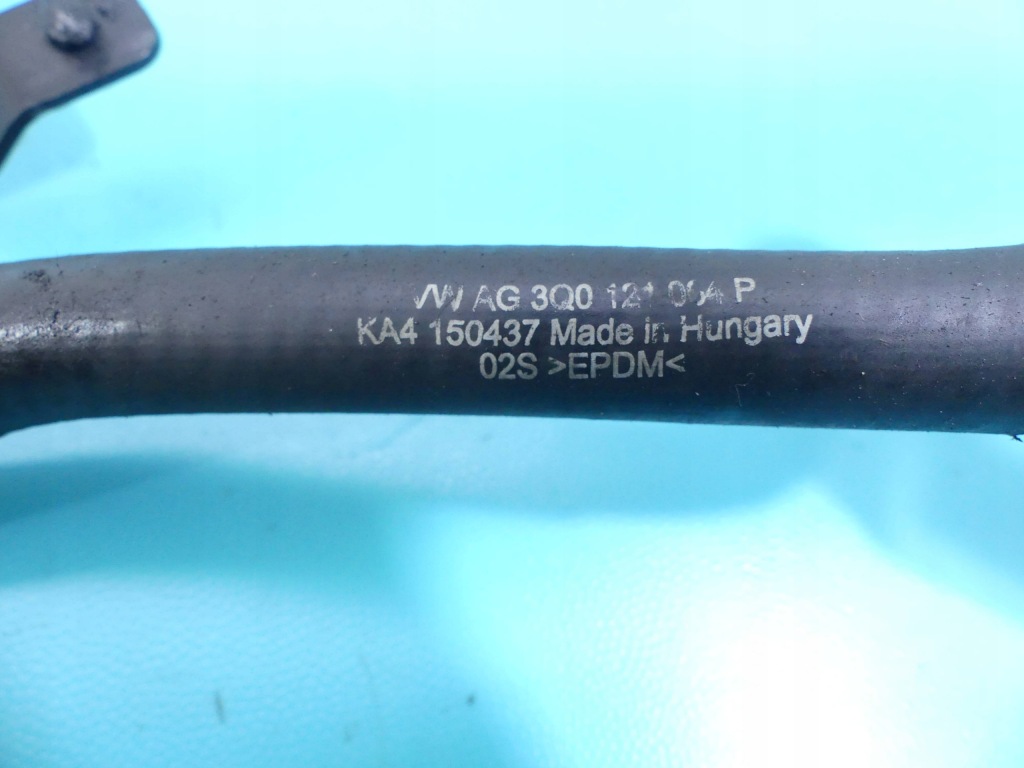 VW AG 3Q0 121 P
KA4 150437 Made in Hungary
02S >EPDM<